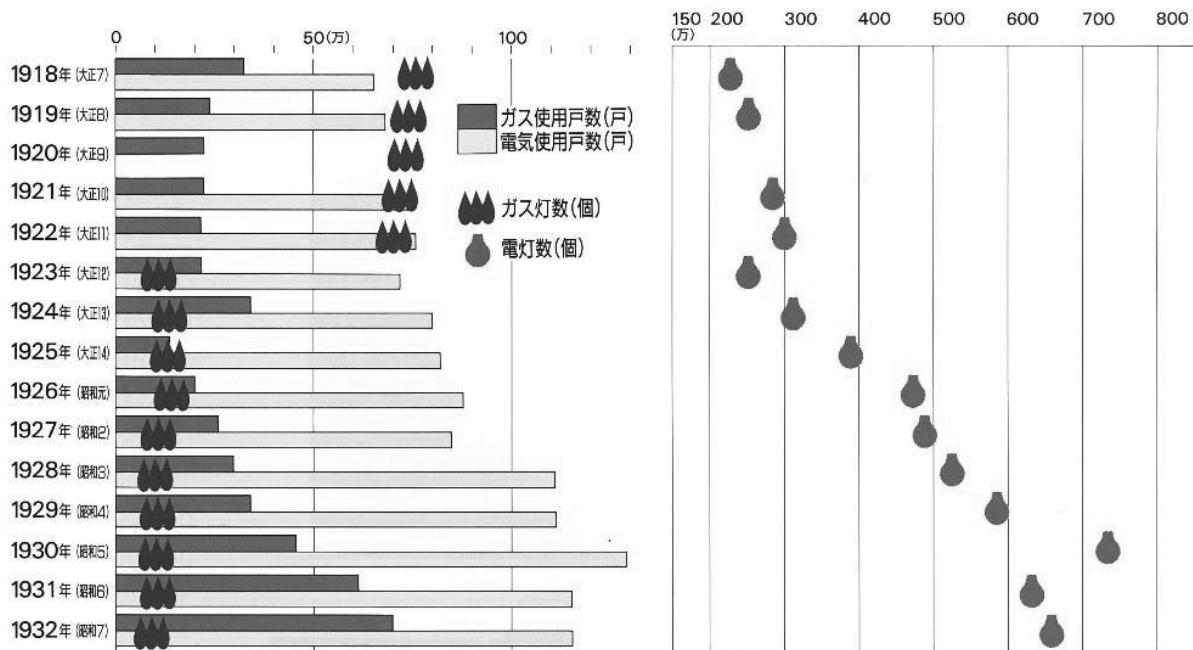 0 50(万) 100
150 200 300 400 500 600 700 800
(万)
1918年(大正7)
1919年(大正8)
1920年(大正9)
1921年(大正10)
1922年(大正11)
1923年(大正12)
1924年(大正13)
1925年(大正14)
1926年(昭和元)
1927年(昭和2)
1928年(昭和3)
1929年(昭和4)
1930年(昭和5)
1931年(昭和6)
1932年(昭和7)
ガス使用戸数(戸)
電気使用戸数(戸)
ガス灯数(個)
電灯数(個)